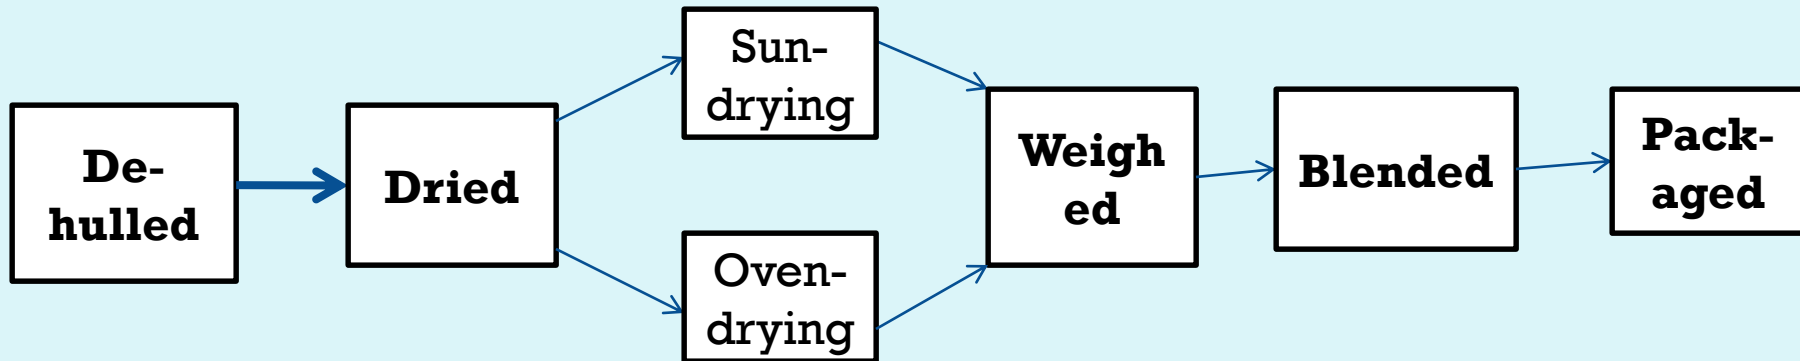 De-
hulled
Dried
Sun-
drying
Oven-
drying
Weigh
ed
Blended
Pack-
aged